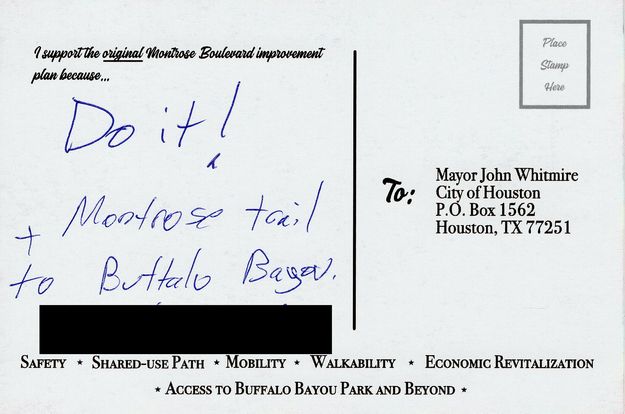 I support the original Montrose Boulevard improvement
plan because...
Do it!
+ Montrose trail
to Buffalo Bayou.
Place
Stamp
Here
To:
Mayor John Whitmire
City of Houston
P.O. Box 1562
Houston, TX 77251
SAFETY ⋆ SHARED-USE PATH ⋆ MOBILITY ⋆ WALKABILITY ⋆ ECONOMIC REVITALIZATION
⋆ ACCESS TO BUFFALO BAYOU PARK AND BEYOND ⋆